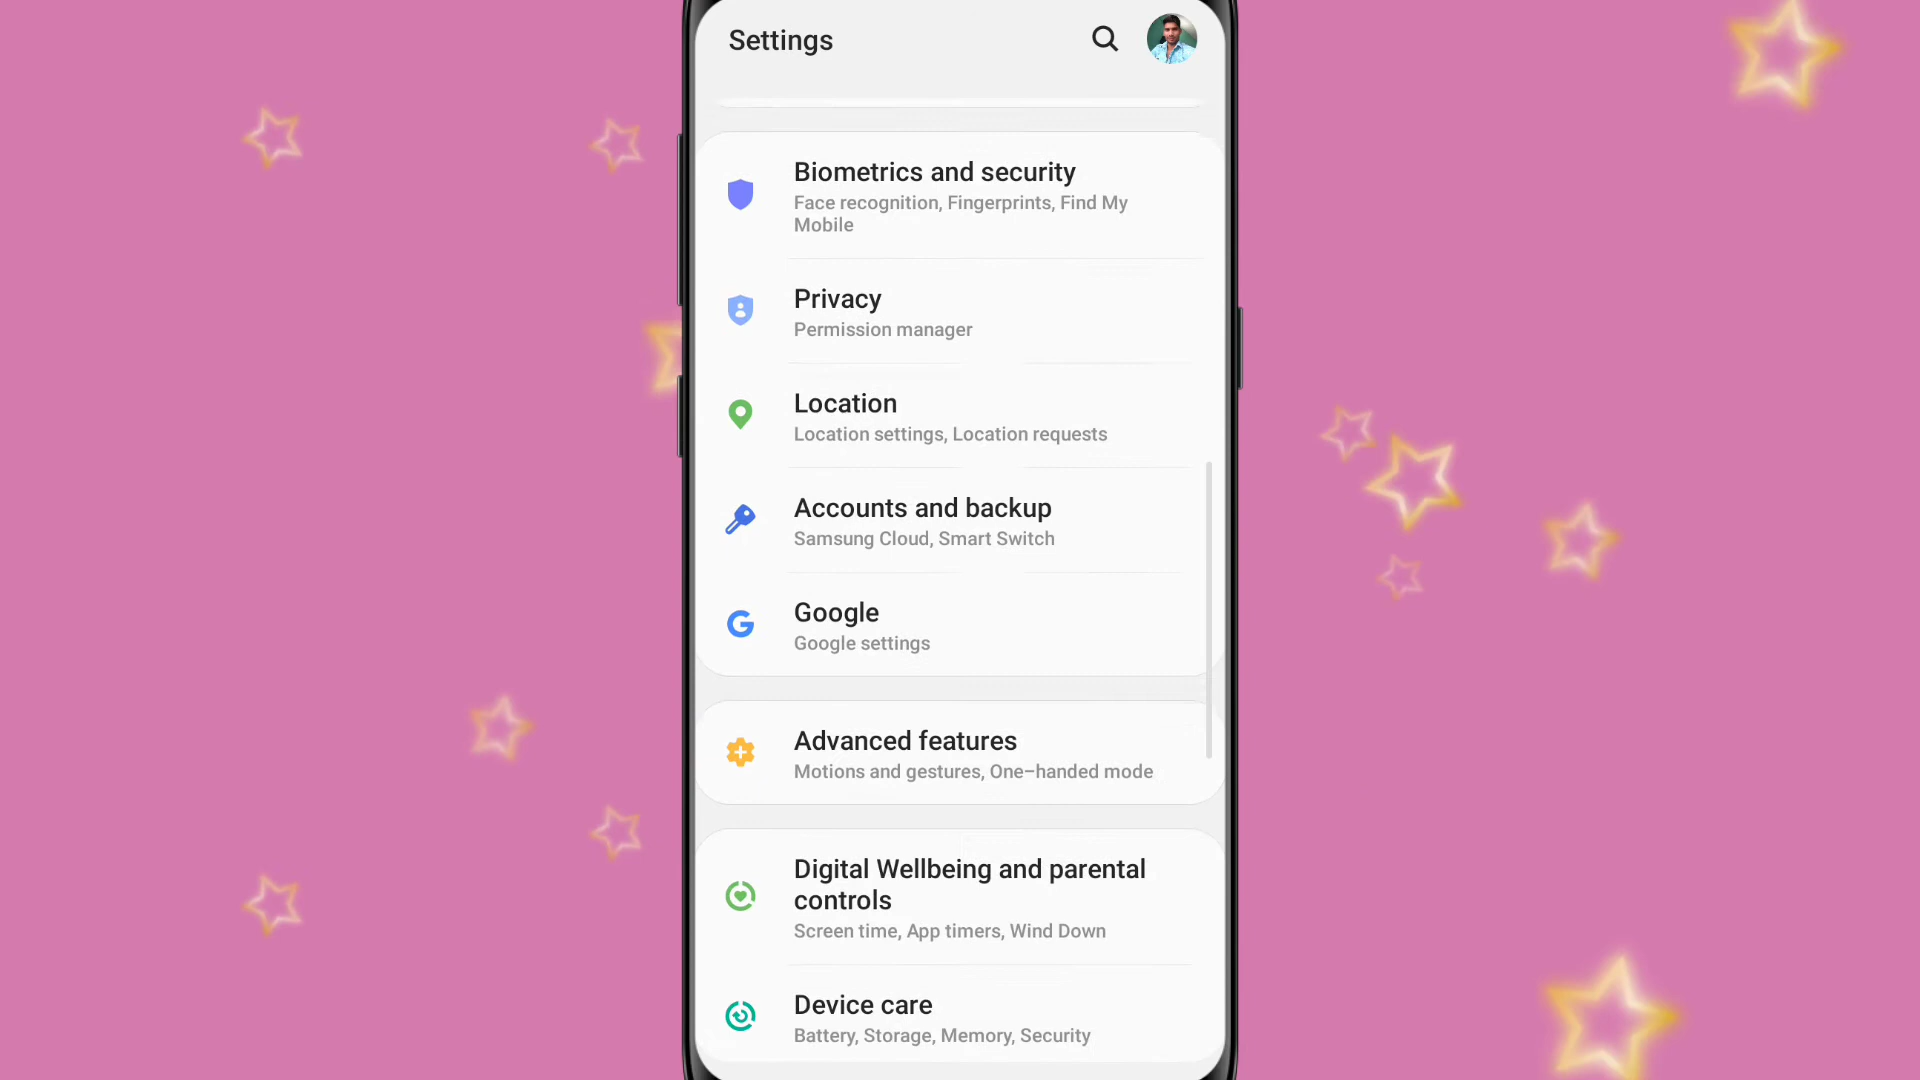 Settings
Biometrics and security
Face recognition, Fingerprints, Find My
Mobile
Privacy
Permission manager
Location
Location settings, Location requests
Accounts and backup
Samsung Cloud, Smart Switch
Google
Google settings
Advanced features
Motions and gestures, One-handed mode
Digital Wellbeing and parental
controls
Screen time, App timers, Wind Down
Device care
Battery, Storage, Memory, Security